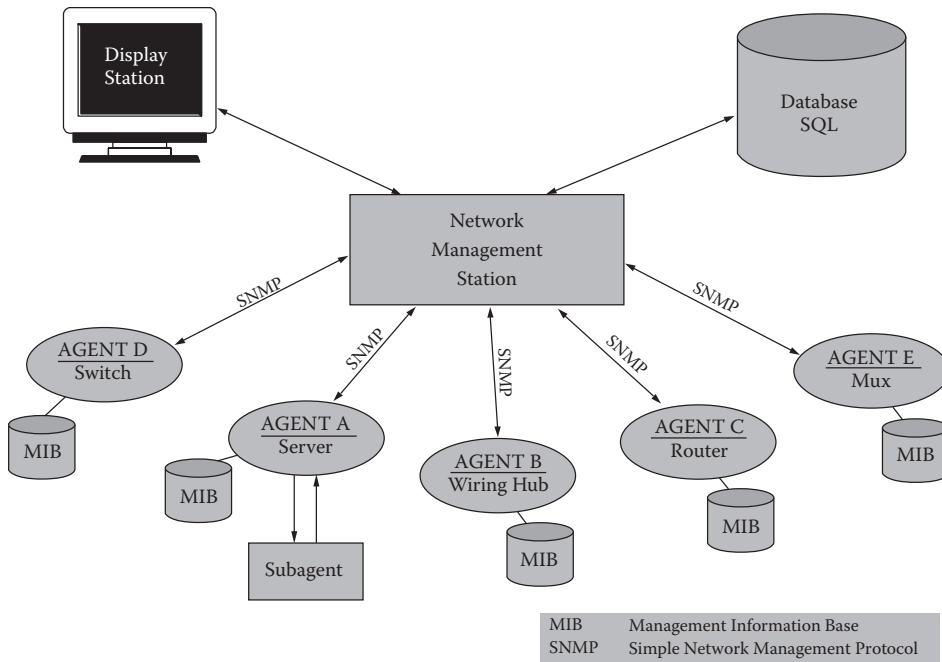 Display
Station
Database
SQL
Network
Management
Station
SNMP
SNMP
SNMP
SNMP
SNMP
AGENT D
Switch
AGENT A
Server
AGENT B
Wiring Hub
AGENT C
Router
AGENT E
Mux
MIB
MIB
MIB
MIB
MIB
Subagent
MIB Management Information Base
SNMP Simple Network Management Protocol